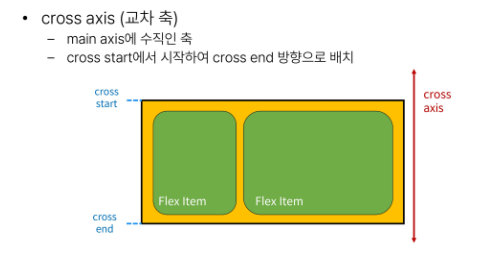 • cross axis (교차 축)
– main axis에 수직인 축
– cross start에서 시작하여 cross end 방향으로 배치
cross
start
cross
axis
Flex Item
Flex Item
cross
end